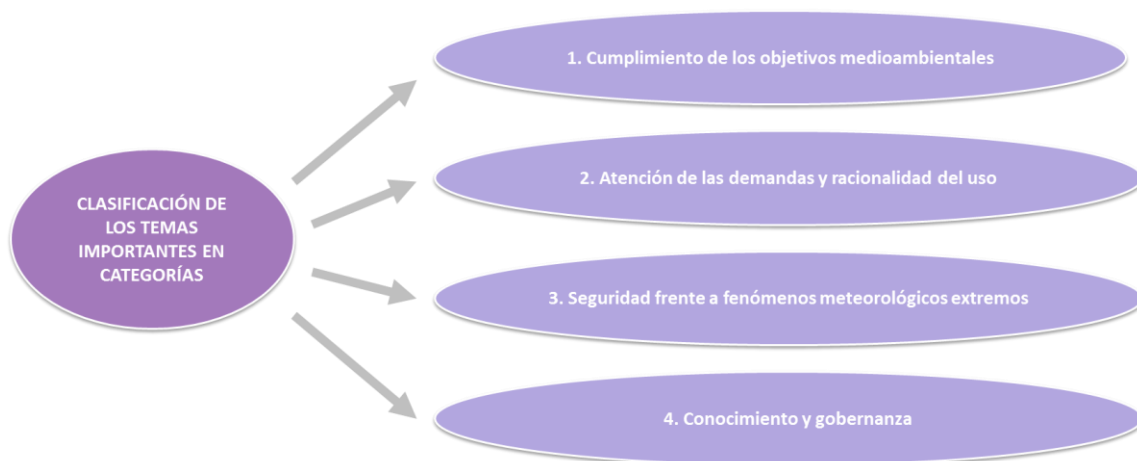 CLASIFICACIÓN DE
LOS TEMAS
IMPORTANTES EN
CATEGORÍAS
1. Cumplimiento de los objetivos medioambientales
2. Atención de las demandas y racionalidad del uso
3. Seguridad frente a fenómenos meteorológicos extremos
4. Conocimiento y gobernanza